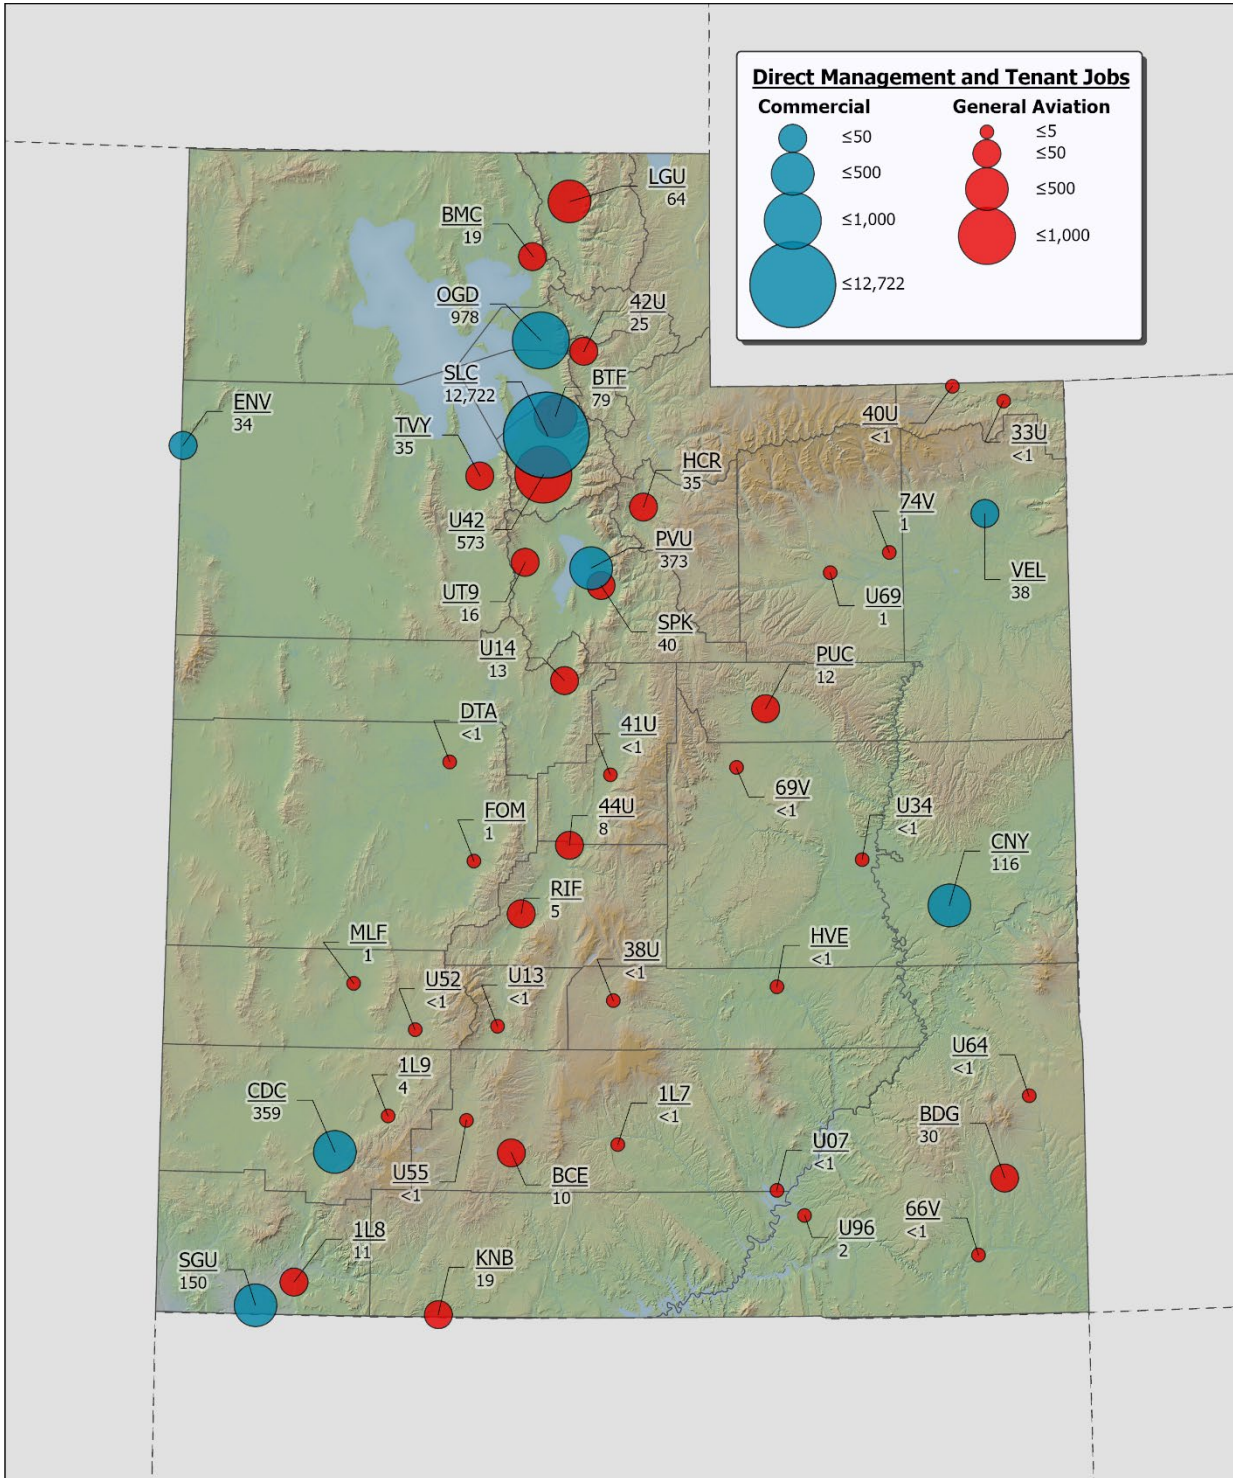 Direct Management and Tenant Jobs
Commercial
General Aviation
≤50
≤500
≤1,000
≤12,722
≤5
≤50
≤500
≤1,000
LGU
64
BMC
19
OGD
978
42U
25
SLC
12,722
BTF
79
ENV
34
TVY
35
40U
<1
33U
<1
HCR
35
U42
573
74V
1
PVU
373
VEL
38
UT9
16
U69
1
SPK
40
U14
13
PUC
12
DTA
<1
41U
<1
69V
<1
FOM
1
44U
8
U34
<1
CNY
116
RIF
5
MLF
1
38U
<1
HVE
<1
U52
<1
U13
<1
U64
<1
1L9
4
CDC
359
1L7
<1
BDG
30
U07
<1
U55
<1
BCE
10
66V
<1
U96
2
1L8
11
SGU
150
KNB
19